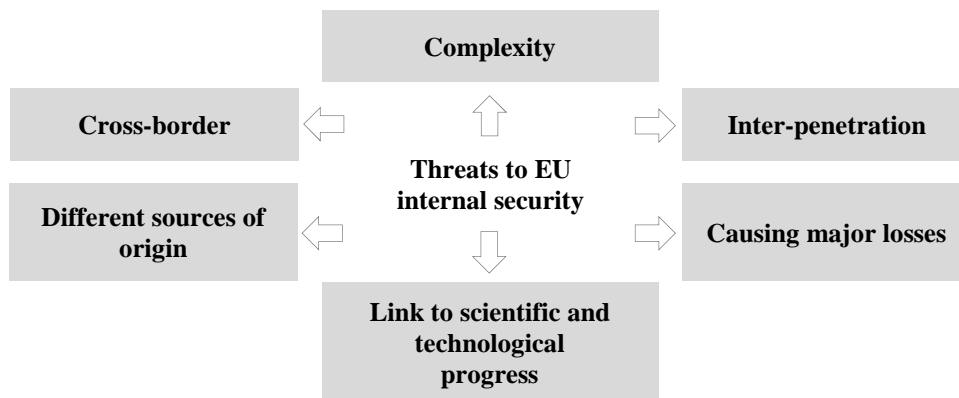 Complexity
Cross-border
Inter-penetration
Threats to EU
internal security
Different sources of
origin
Causing major losses
Link to scientific and
technological
progress